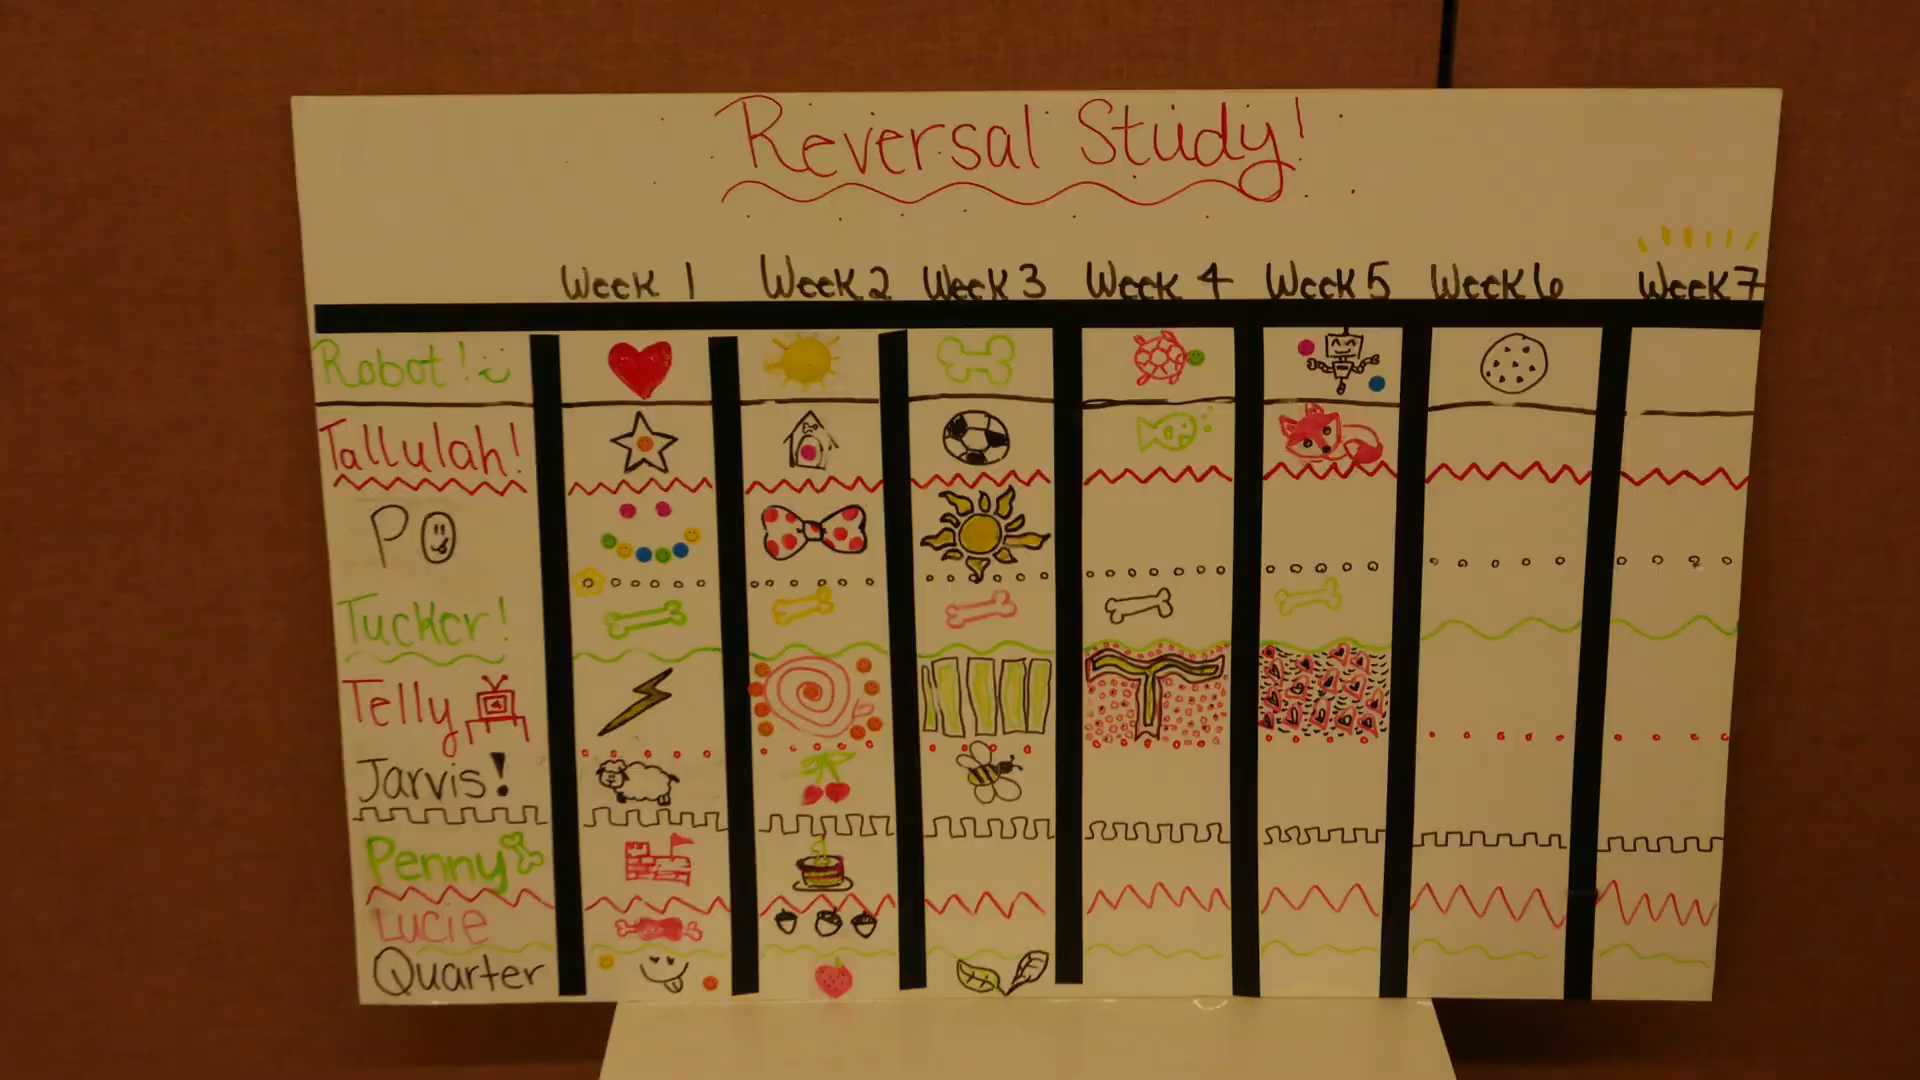 Reversal Study!
Week 1 Week 2 Week 3 Week 4 Week 5 Week 6 Week 7
Robot!
Tallulah!
PO
Tucker!
Telly
Jarvis!
Penny
Lucie
Quarter